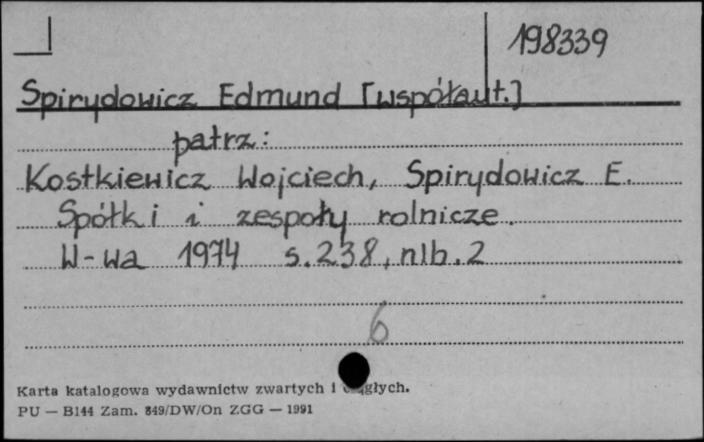 198339
Spirydowicz Edmund [współaut.]
patrz:
Kostkiewicz Wojciech, Spirydowicz E.
Spółki i zespoły rolnicze.
W-wa 1974 s.238, nlb.2
6
Karta katalogowa wydawnictw zwartych i ciągłych.
PU — B144 Zam. 849/DW/On ZGG — 1991